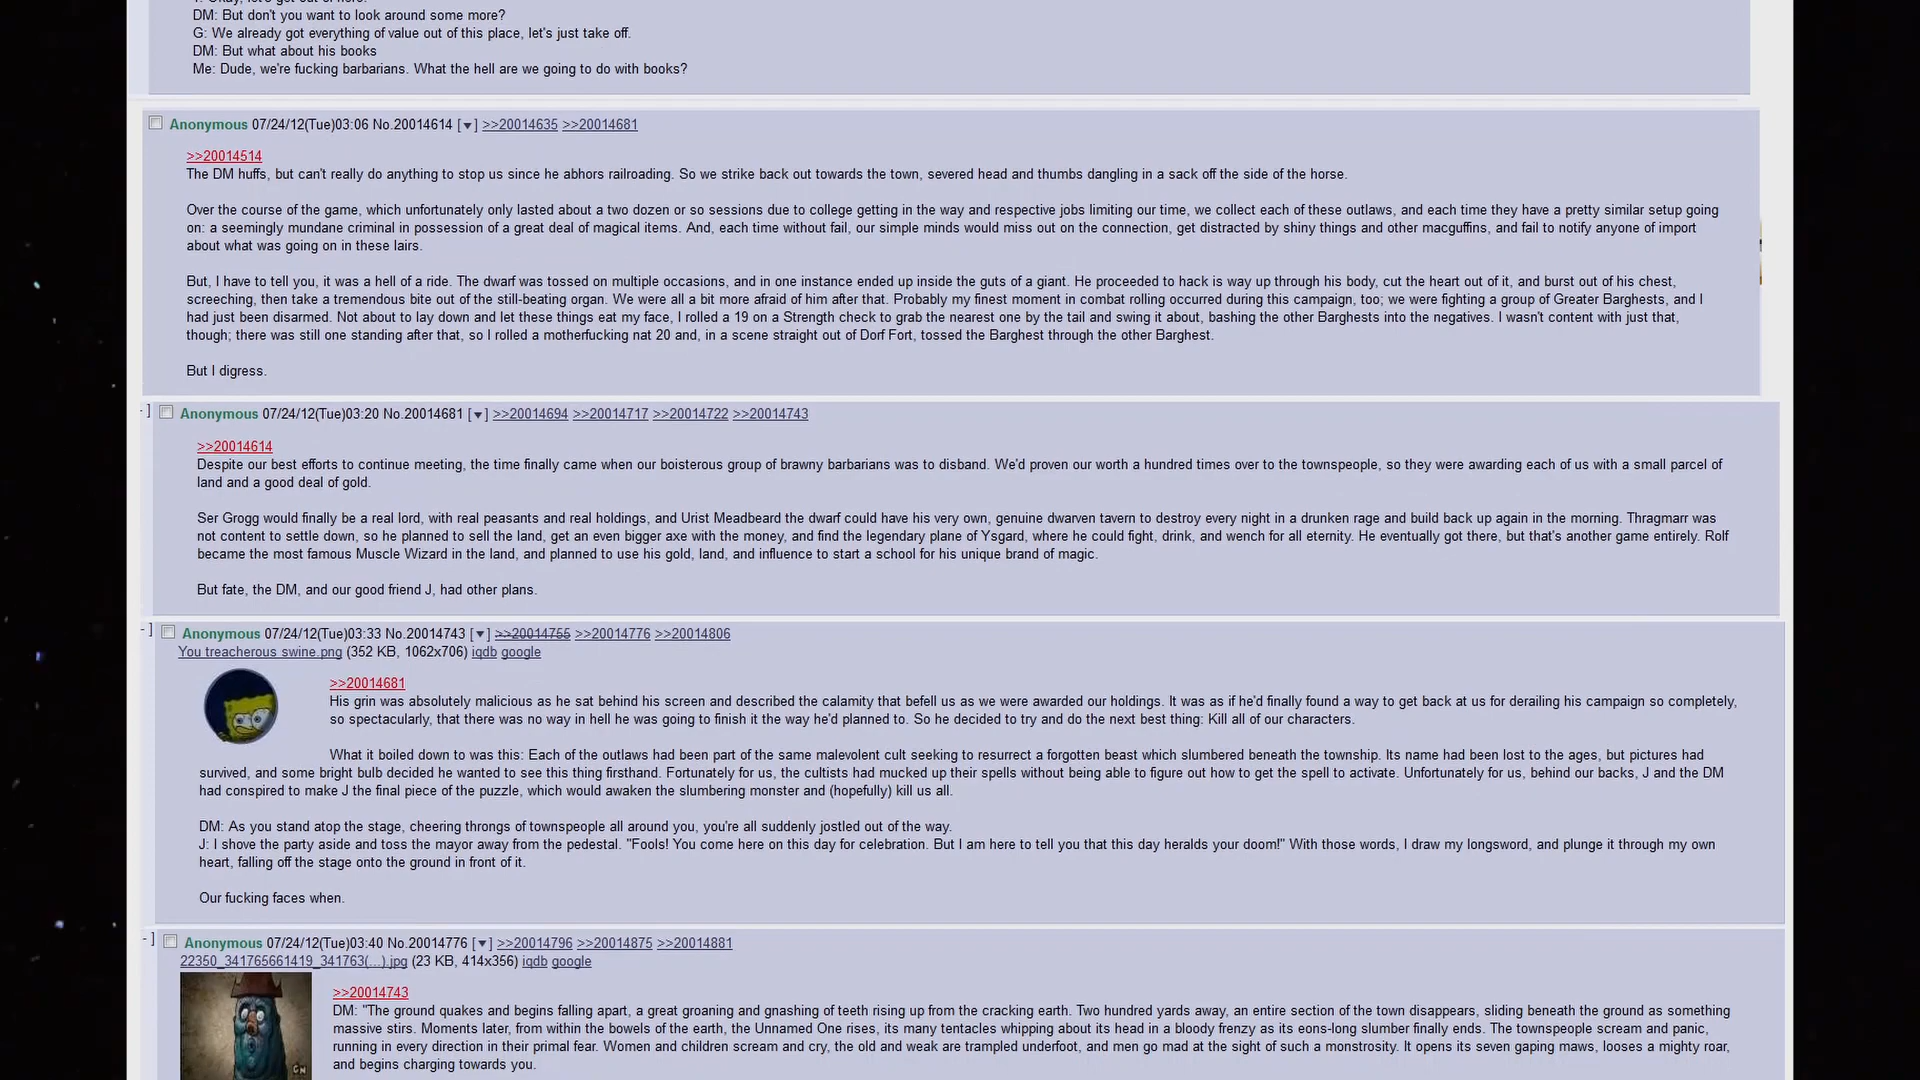 DM: But don't you want to look around some more?
G: We already got everything of value out of this place, let's just take off.
DM: But what about his books
Me: Dude, we're fucking barbarians. What the hell are we going to do with books?
Anonymous 07/24/12(Tue)03:06 No.20014614 [▼] >>20014635 >>20014681
>>20014514
The DM huffs, but can't really do anything to stop us since he abhors railroading. So we strike back out towards the town, severed head and thumbs dangling in a sack off the side of the horse.
Over the course of the game, which unfortunately only lasted about a two dozen or so sessions due to college getting in the way and respective jobs limiting our time, we collect each of these outlaws, and each time they have a pretty similar setup going
on: a seemingly mundane criminal in possession of a great deal of magical items. And, each time without fail, our simple minds would miss out on the connection, get distracted by shiny things and other macguffins, and fail to notify anyone of import
about what was going on in these lairs.
But, I have to tell you, it was a hell of a ride. The dwarf was tossed on multiple occasions, and in one instance ended up inside the guts of a giant. He proceeded to hack is way up through his body, cut the heart out of it, and burst out of his chest,
screeching, then take a tremendous bite out of the still-beating organ. We were all a bit more afraid of him after that. Probably my finest moment in combat rolling occurred during this campaign, too; we were fighting a group of Greater Barghests, and I
had just been disarmed. Not about to lay down and let these things eat my face, I rolled a 19 on a Strength check to grab the nearest one by the tail and swing it about, bashing the other Barghests into the negatives. I wasn't content with just that,
though; there was still one standing after that, so I rolled a motherfucking nat 20 and, in a scene straight out of Dorf Fort, tossed the Barghest through the other Barghest.
But I digress.
- ] Anonymous 07/24/12(Tue)03:20 No.20014681 [▼] >>20014694 >>20014717 >>20014722 >>20014743
>>20014614
Despite our best efforts to continue meeting, the time finally came when our boisterous group of brawny barbarians was to disband. We'd proven our worth a hundred times over to the townspeople, so they were awarding each of us with a small parcel of
land and a good deal of gold.
Ser Grogg would finally be a real lord, with real peasants and real holdings, and Urist Meadbeard the dwarf could have his very own, genuine dwarven tavern to destroy every night in a drunken rage and build back up again in the morning. Thragmarr was
not content to settle down, so he planned to sell the land, get an even bigger axe with the money, and find the legendary plane of Ysgard, where he could fight, drink, and wench for all eternity. He eventually got there, but that's another game entirely. Rolf
became the most famous Muscle Wizard in the land, and planned to use his gold, land, and influence to start a school for his unique brand of magic.
But fate, the DM, and our good friend J, had other plans.
- ] Anonymous 07/24/12(Tue)03:33 No.20014743 [▼] >>20014755 >>20014776 >>20014806
You treacherous swine.png (352 KB, 1062x706) iqdb google
>>20014681
His grin was absolutely malicious as he sat behind his screen and described the calamity that befell us as we were awarded our holdings. It was as if he'd finally found a way to get back at us for derailing his campaign so completely,
so spectacularly, that there was no way in hell he was going to finish it the way he'd planned to. So he decided to try and do the next best thing: Kill all of our characters.
What it boiled down to was this: Each of the outlaws had been part of the same malevolent cult seeking to resurrect a forgotten beast which slumbered beneath the township. Its name had been lost to the ages, but pictures had
survived, and some bright bulb decided he wanted to see this thing firsthand. Fortunately for us, the cultists had mucked up their spells without being able to figure out how to get the spell to activate. Unfortunately for us, behind our backs, J and the DM
had conspired to make J the final piece of the puzzle, which would awaken the slumbering monster and (hopefully) kill us all.
DM: As you stand atop the stage, cheering throngs of townspeople all around you, you're all suddenly jostled out of the way.
J: I shove the party aside and toss the mayor away from the pedestal. "Fools! You come here on this day for celebration. But I am here to tell you that this day heralds your doom!" With those words, I draw my longsword, and plunge it through my own
heart, falling off the stage onto the ground in front of it.
Our fucking faces when.
- ] Anonymous 07/24/12(Tue)03:40 No.20014776 [▼] >>20014796 >>20014875 >>20014881
22350_341765661419_341763(...).jpg (23 KB, 414x356) iqdb google
>>20014743
DM: "The ground quakes and begins falling apart, a great groaning and gnashing of teeth rising up from the cracking earth. Two hundred yards away, an entire section of the town disappears, sliding beneath the ground as something
massive stirs. Moments later, from within the bowels of the earth, the Unnamed One rises, its many tentacles whipping about its head in a bloody frenzy as its eons-long slumber finally ends. The townspeople scream and panic,
running in every direction in their primal fear. Women and children scream and cry, the old and weak are trampled underfoot, and men go mad at the sight of such a monstrosity. It opens its seven gaping maws, looses a mighty roar,
and begins charging towards you.
CN